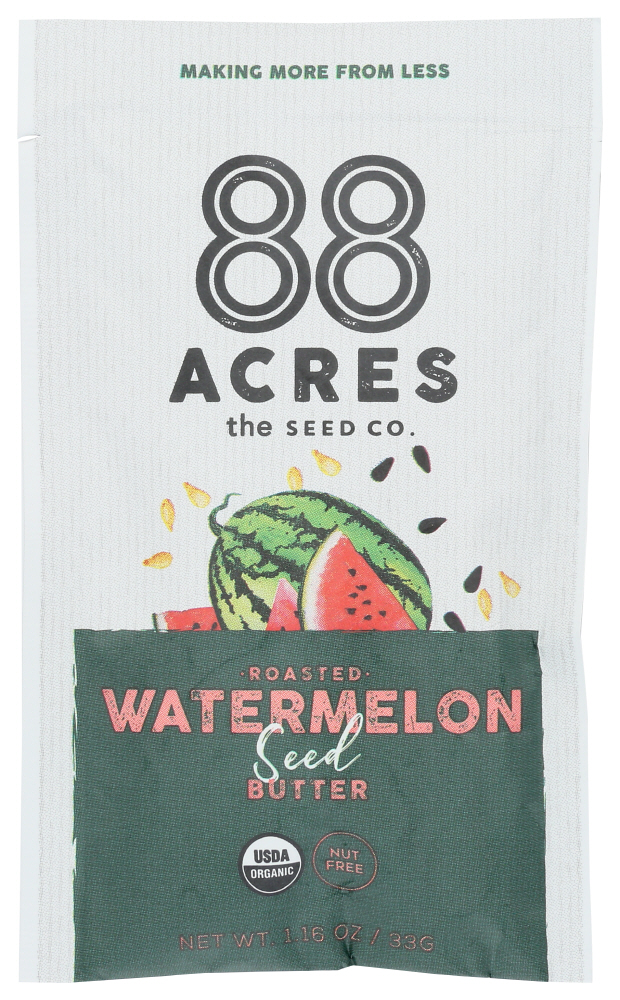 MAKING MORE FROM LESS
88
ACRES
the SEED CO.
·ROASTED·
WATERMELON
Seed
BUTTER
USDA
ORGANIC
NUT
FREE
NET WT. 1.16 OZ / 33G